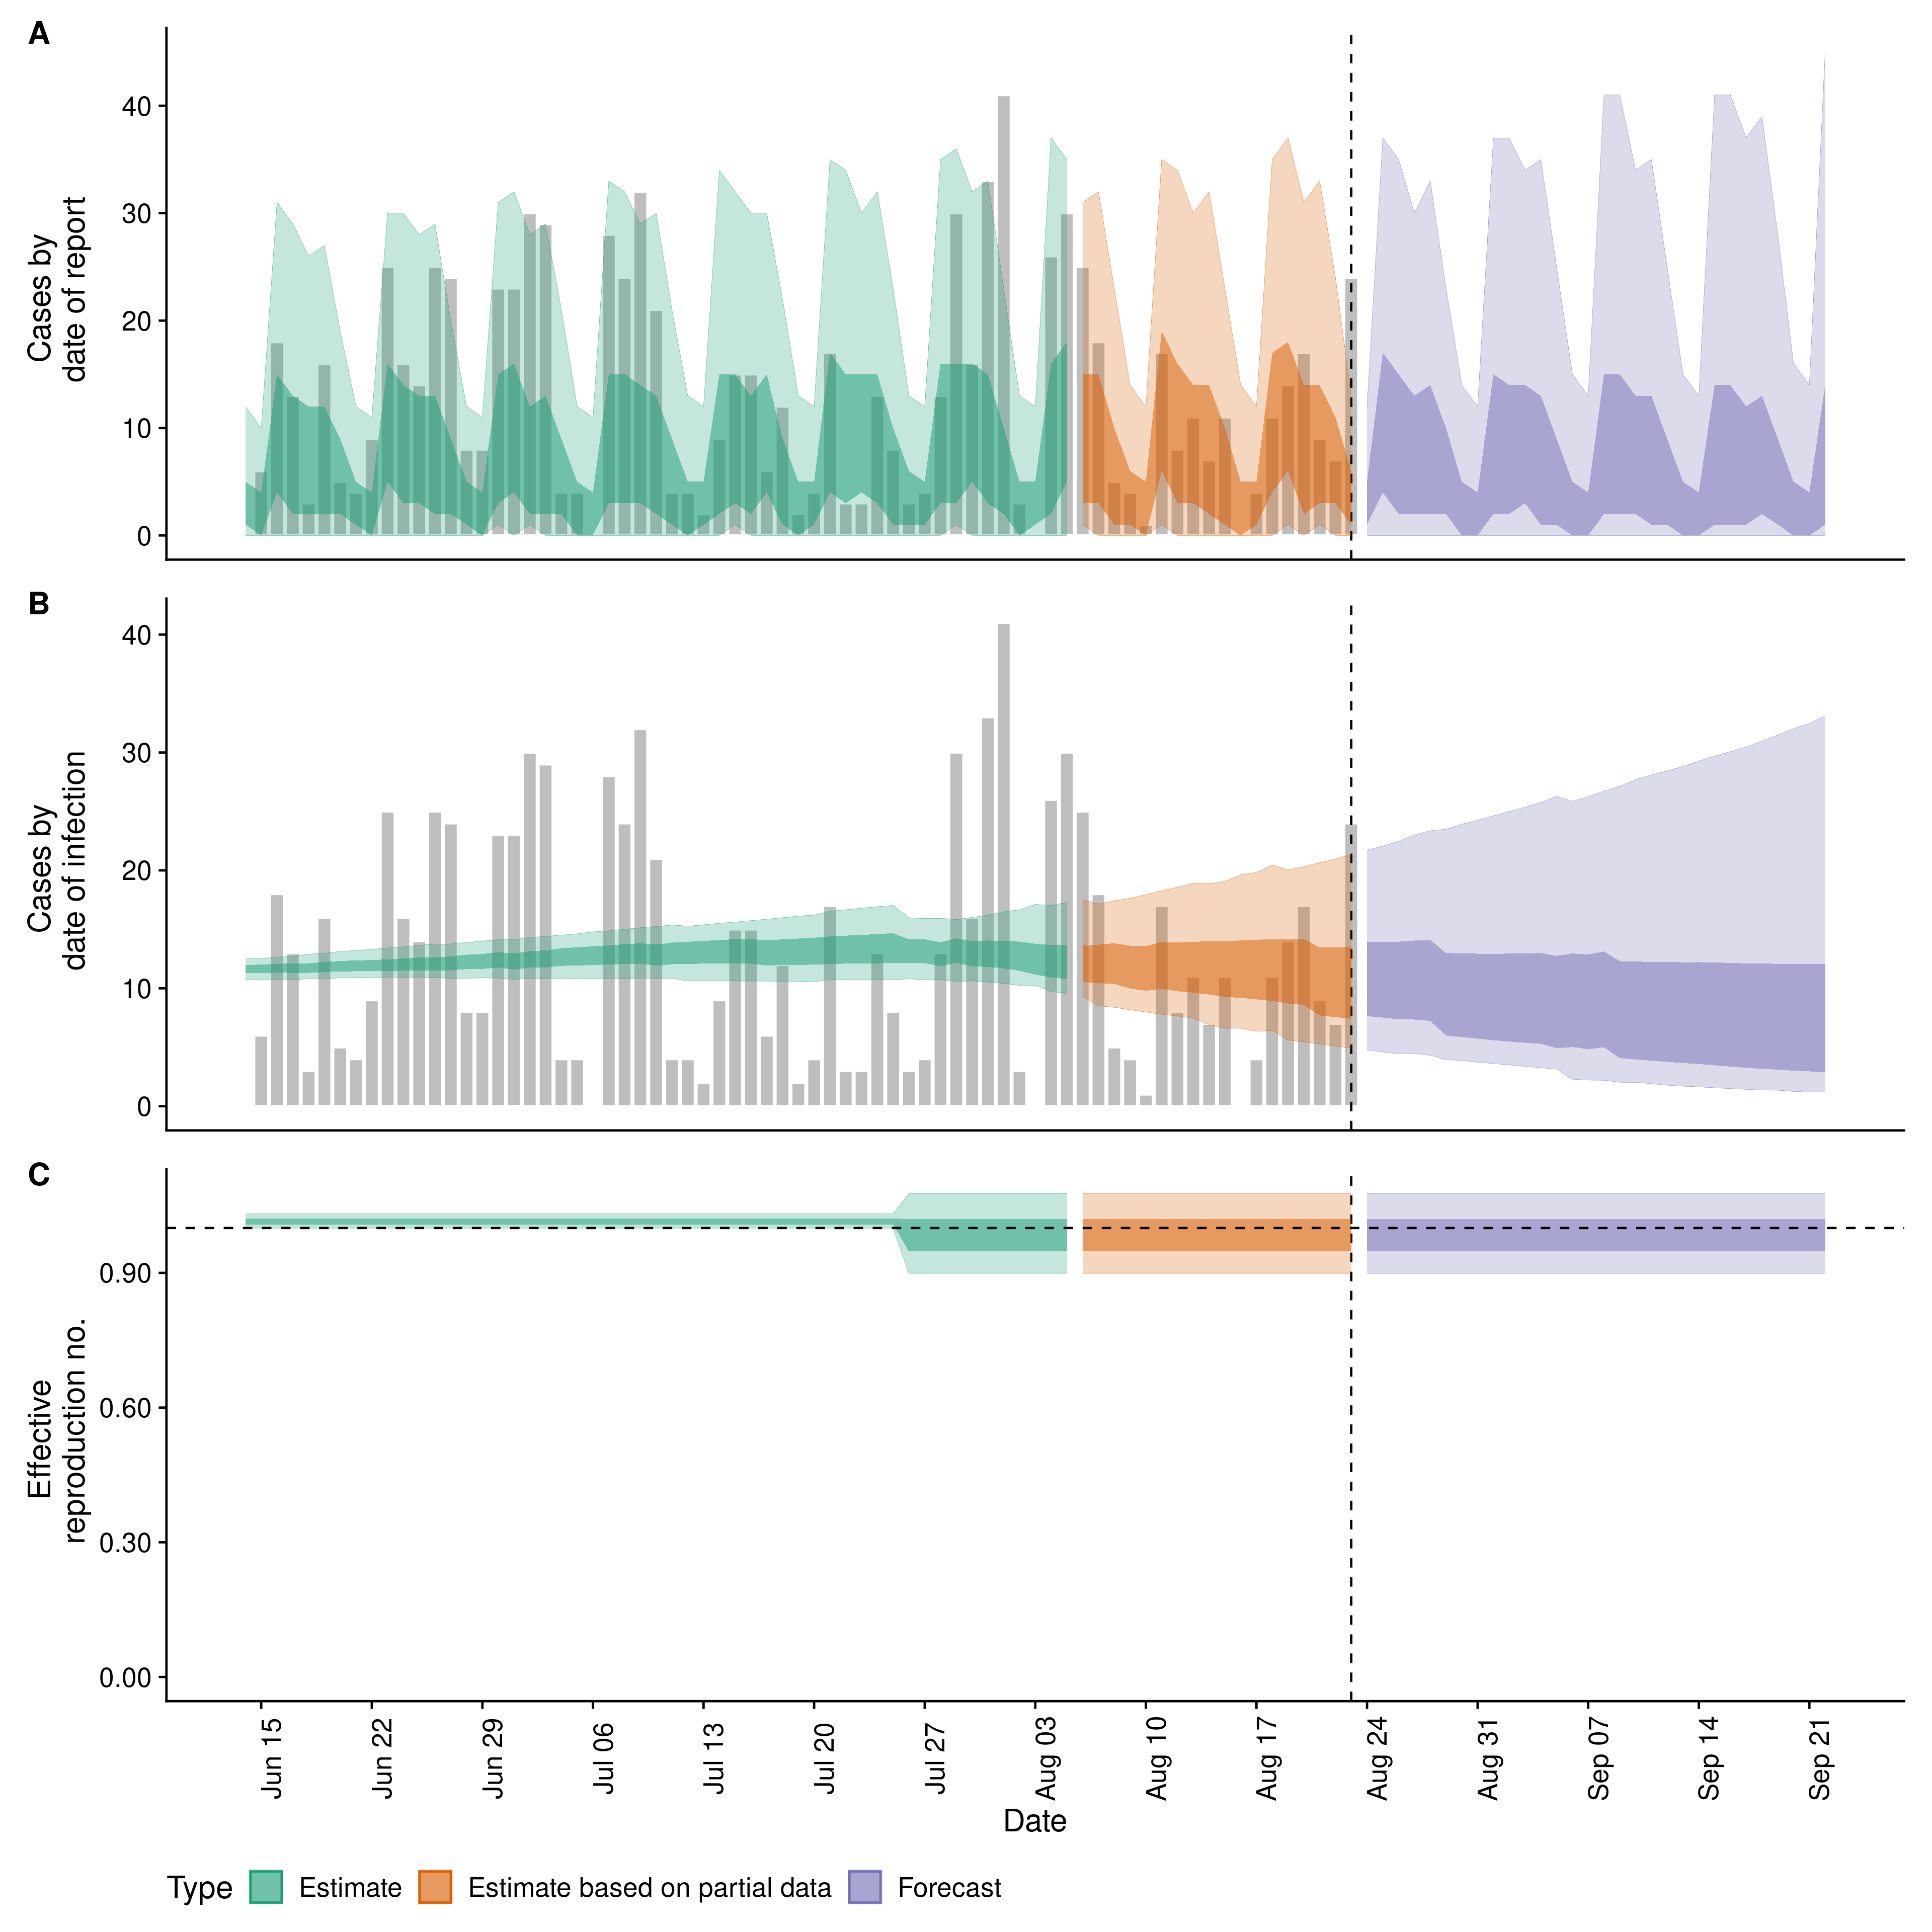 A
Cases by
date of report
40
30
20
10
0
B
Cases by
date of infection
40
30
20
10
0
C
Effective
reproduction no.
0.90
0.60
0.30
0.00
Jun 15
Jun 22
Jun 29
Jul 06
Jul 13
Jul 20
Jul 27
Aug 03
Aug 10
Aug 17
Aug 24
Aug 31
Sep 07
Sep 14
Sep 21
Date
Type Estimate Estimate based on partial data Forecast